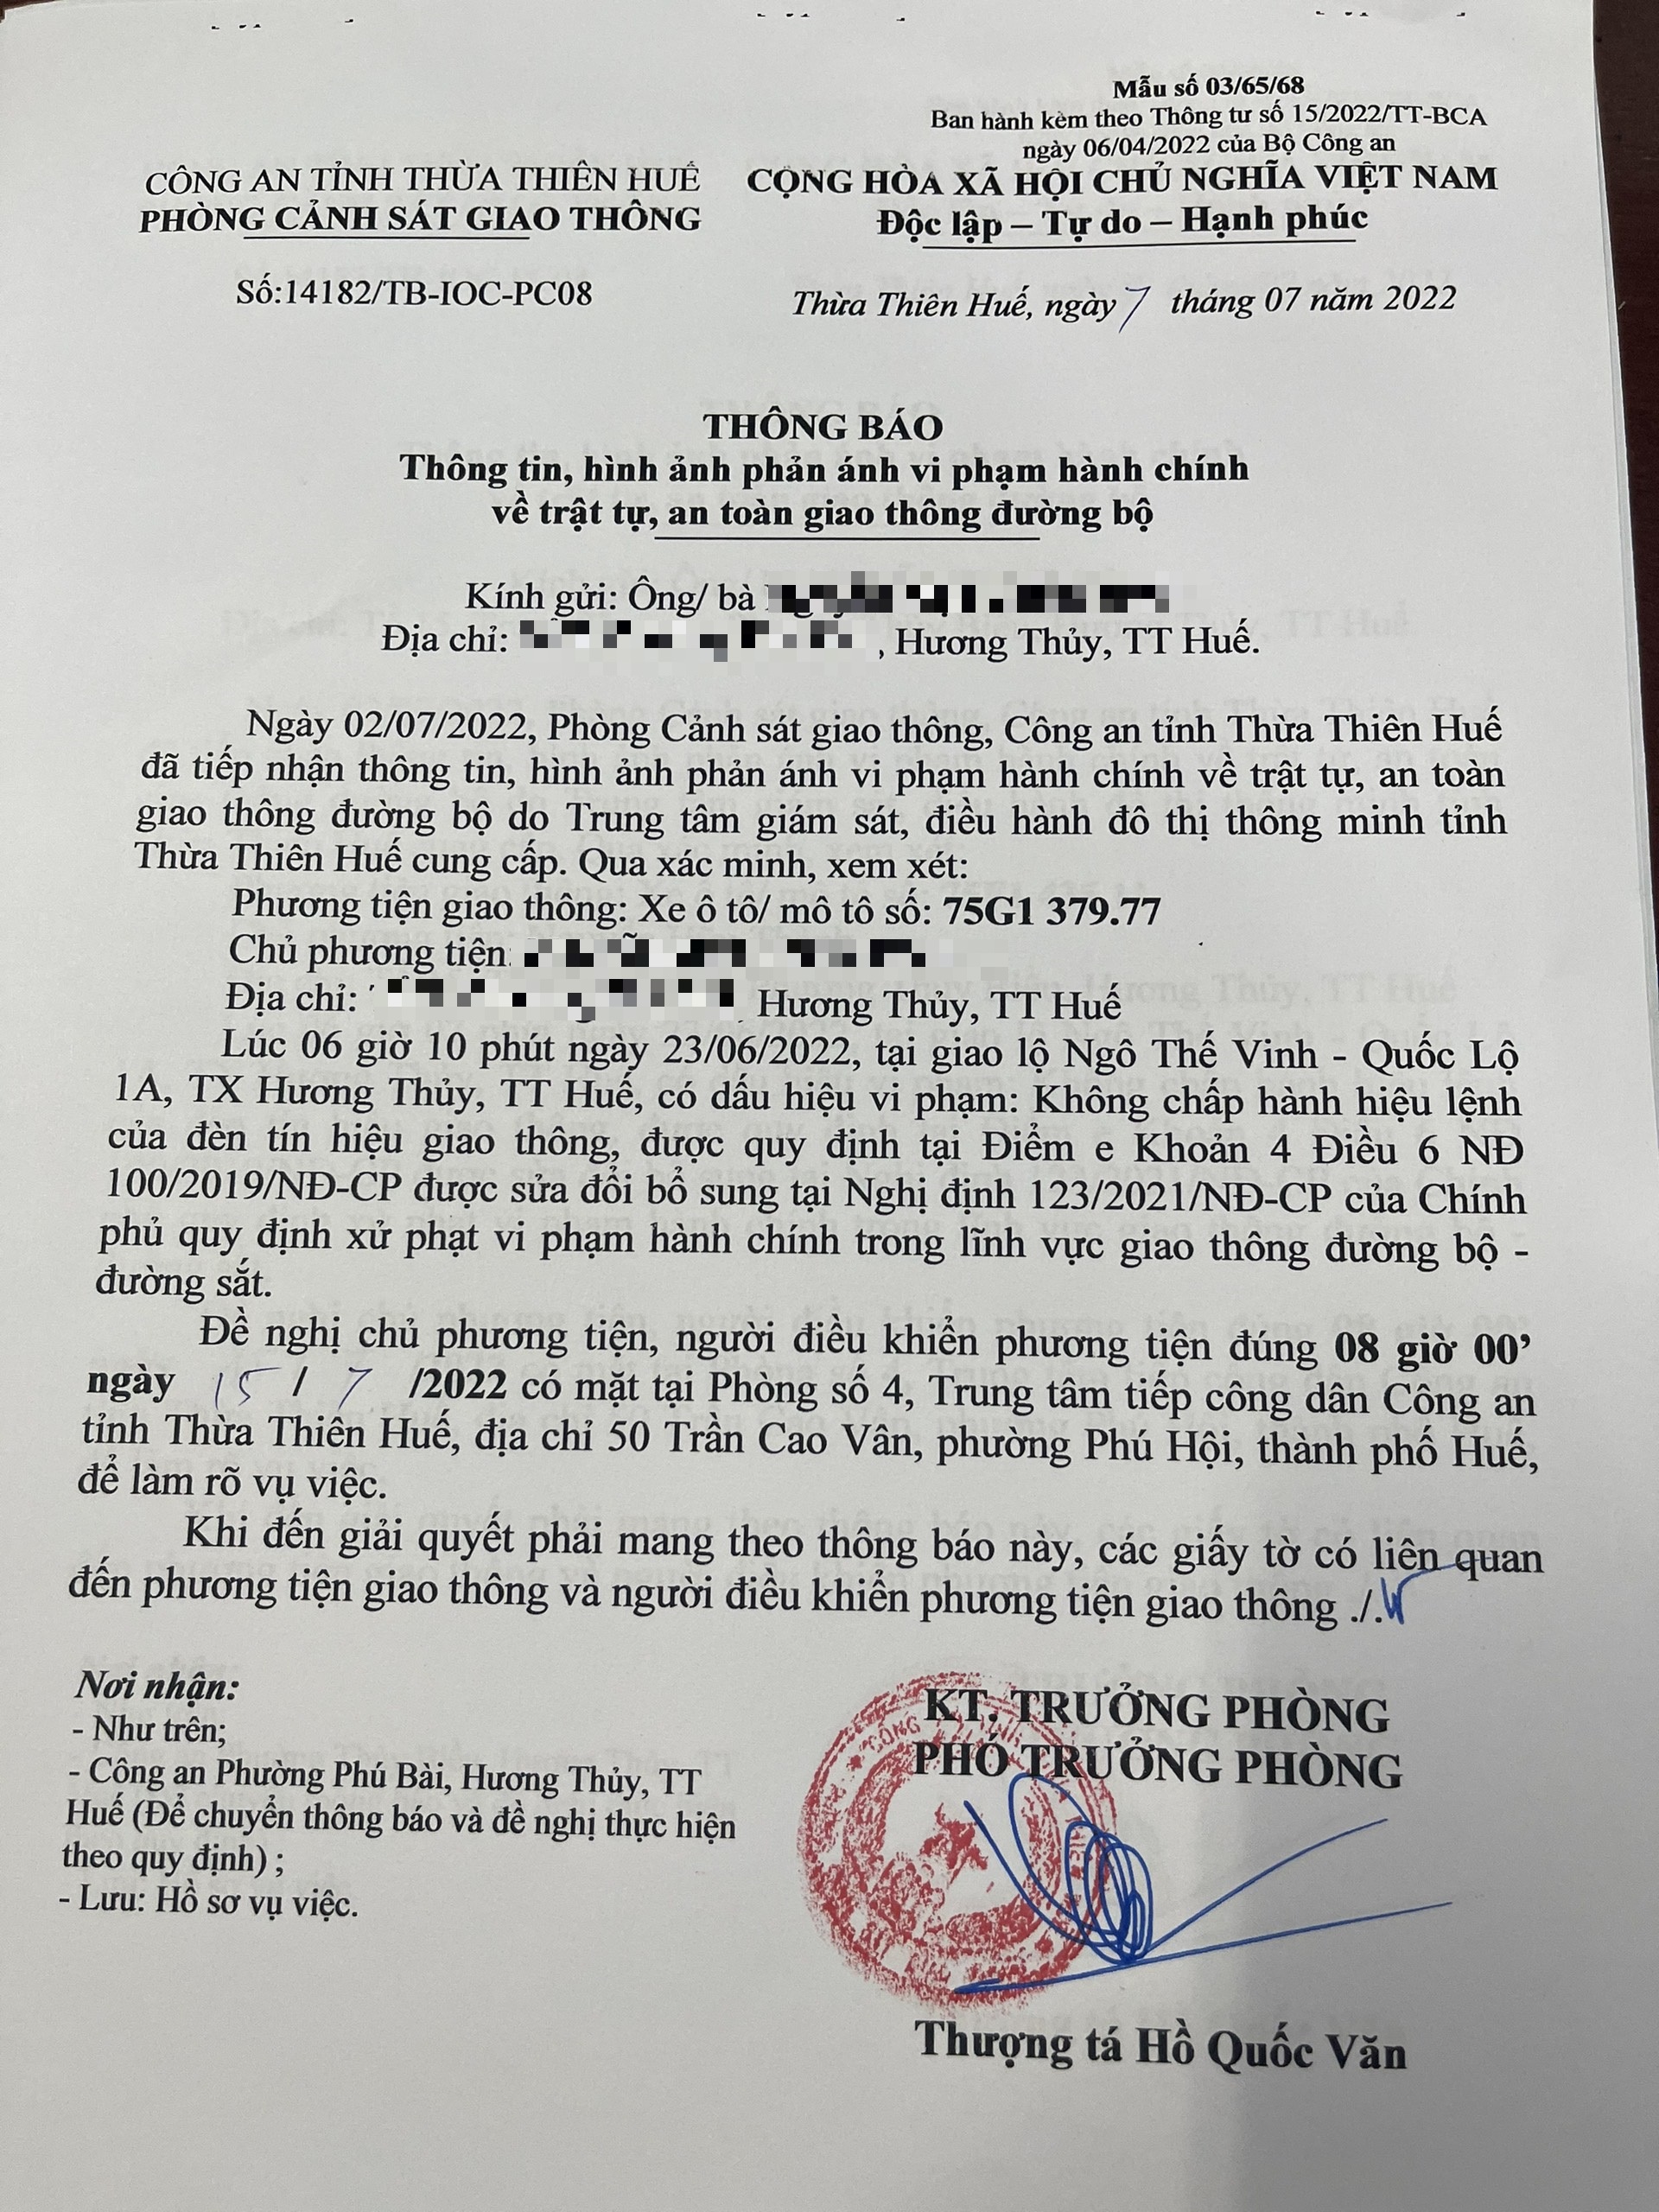 Mẫu số 03/65/68
Ban hành kèm theo Thông tư số 15/2022/TT-BCA
ngày 06/04/2022 của Bộ Công an
CÔNG AN TỈNH THỪA THIÊN HUẾ
PHÒNG CẢNH SÁT GIAO THÔNG
Số:14182/TB-IOC-PC08
CỘNG HÒA XÃ HỘI CHỦ NGHĨA VIỆT NAM
Độc lập – Tự do – Hạnh phúc
Thừa Thiên Huế, ngày 7 tháng 07 năm 2022
THÔNG BÁO
Thông tin, hình ảnh phản ánh vi phạm hành chính
về trật tự, an toàn giao thông đường bộ
Kính gửi: Ông/ bà
Địa chỉ: , Hương Thủy, TT Huế.
Ngày 02/07/2022, Phòng Cảnh sát giao thông, Công an tỉnh Thừa Thiên Huế
đã tiếp nhận thông tin, hình ảnh phản ánh vi phạm hành chính về trật tự, an toàn
giao thông đường bộ do Trung tâm giám sát, điều hành đô thị thông minh tỉnh
Thừa Thiên Huế cung cấp. Qua xác minh, xem xét:
Phương tiện giao thông: Xe ô tô/ mô tô số: 75G1 379.77
Chủ phương tiện:
Địa chỉ: , Hương Thủy, TT Huế
Lúc 06 giờ 10 phút ngày 23/06/2022, tại giao lộ Ngô Thế Vinh - Quốc Lộ
1A, TX Hương Thủy, TT Huế, có dấu hiệu vi phạm: Không chấp hành hiệu lệnh
của đèn tín hiệu giao thông, được quy định tại Điểm e Khoản 4 Điều 6 NĐ
100/2019/NĐ-CP được sửa đổi bổ sung tại Nghị định 123/2021/NĐ-CP của Chính
phủ quy định xử phạt vi phạm hành chính trong lĩnh vực giao thông đường bộ -
đường sắt.
Đề nghị chủ phương tiện, người điều khiển phương tiện đúng 08 giờ 00’
ngày 15 / 7 /2022 có mặt tại Phòng số 4, Trung tâm tiếp công dân Công an
tỉnh Thừa Thiên Huế, địa chỉ 50 Trần Cao Vân, phường Phú Hội, thành phố Huế,
để làm rõ vụ việc.
Khi đến giải quyết phải mang theo thông báo này, các giấy tờ có liên quan
đến phương tiện giao thông và người điều khiển phương tiện giao thông ./.
Nơi nhận:
- Như trên;
- Công an Phường Phú Bài, Hương Thủy, TT
Huế (Để chuyển thông báo và đề nghị thực hiện
theo quy định) ;
- Lưu: Hồ sơ vụ việc.
KT. TRƯỞNG PHÒNG
PHÓ TRƯỞNG PHÒNG
CÔNG
Thượng tá Hồ Quốc Văn